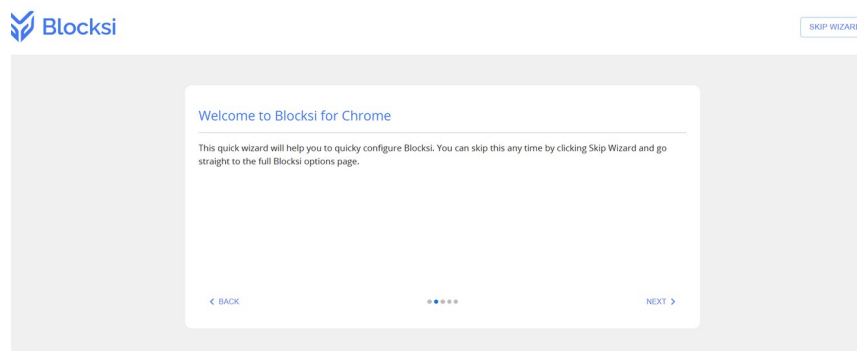 Blocksi
SKIP WIZARD
Welcome to Blocksi for Chrome
This quick wizard will help you to quicky configure Blocksi. You can skip this any time by clicking Skip Wizard and go
straight to the full Blocksi options page.
BACK
NEXT